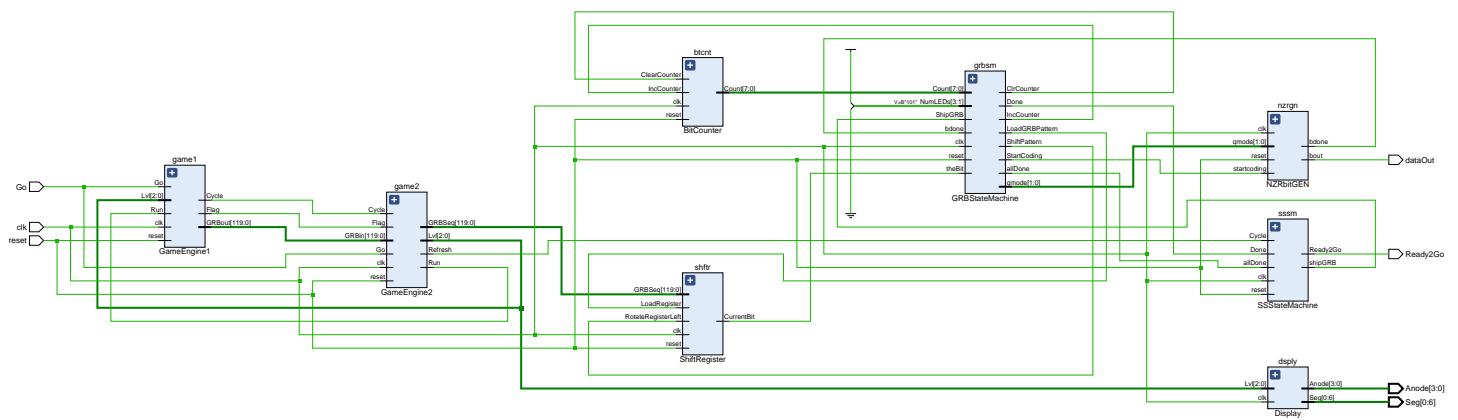 Go
clk
reset
game1
Go
Lvl[2:0]
Run
clk
reset
Cycle
Flag
GRBout[119:0]
GameEngine1
game2
Cycle
Flag
GRBin[119:0]
Go
clk
reset
GRBSeq[119:0]
Lvl[2:0]
Refresh
Run
GameEngine2
btcnt
ClearCounter
IncCounter
clk
reset
Count[7:0]
BitCounter
shftr
GRBSeq[119:0]
LoadRegister
RotateRegisterLeft
clk
reset
CurrentBit
ShiftRegister
grbsm
Count[7:0]
V=B"101" NumLEDs[3:1]
ShipGRB
bdone
clk
reset
theBit
ClrCounter
Done
IncCounter
LoadGRBPattern
ShiftPattern
StartCoding
allDone
qmode[1:0]
GRBStateMachine
nzrgn
clk
qmode[1:0]
reset
startcoding
bdone
bout
NZRbitGEN
dataOut
sssm
Cycle
Done
allDone
clk
reset
Ready2Go
shipGRB
SSStateMachine
Ready2Go
dsply
Lvl[2:0]
clk
Anode[3:0]
Seg[0:6]
Display
Anode[3:0]
Seg[0:6]